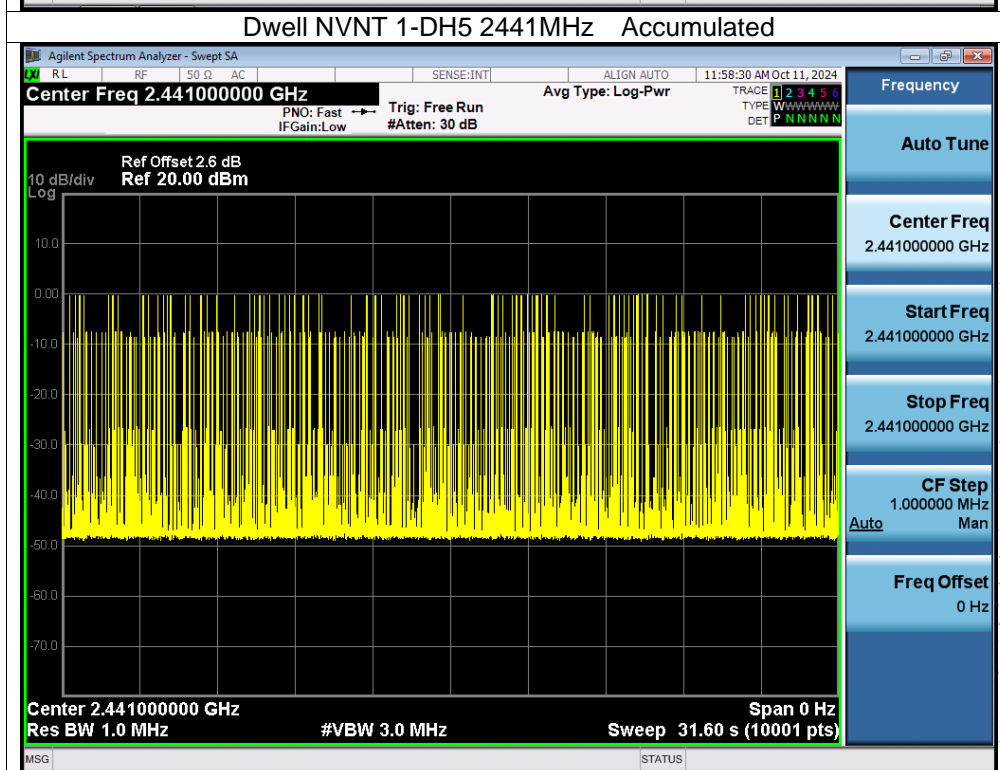 Dwell NVNT 1-DH5 2441MHz Accumulated
Agilent Spectrum Analyzer - Swept SA
LXI RL RF 50 Ω AC SENSE:INT ALIGN AUTO 11:58:30 AM Oct 11, 2024
Center Freq 2.441000000 GHz
PNO: Fast
IFGain:Low
Trig: Free Run
#Atten: 30 dB
Avg Type: Log-Pwr
TRACE 1 2 3 4 5 6
TYPE WWWWWWW
DET P N N N N N
Ref Offset 2.6 dB
10 dB/div Ref 20.00 dBm
Log
10.0
0.00
-10.0
-20.0
-30.0
-40.0
-50.0
-60.0
-70.0
Center 2.441000000 GHz Span 0 Hz
Res BW 1.0 MHz #VBW 3.0 MHz Sweep 31.60 s (10001 pts)
MSG STATUS
Frequency
Auto Tune
Center Freq
2.441000000 GHz
Start Freq
2.441000000 GHz
Stop Freq
2.441000000 GHz
CF Step
1.000000 MHz
Auto Man
Freq Offset
0 Hz